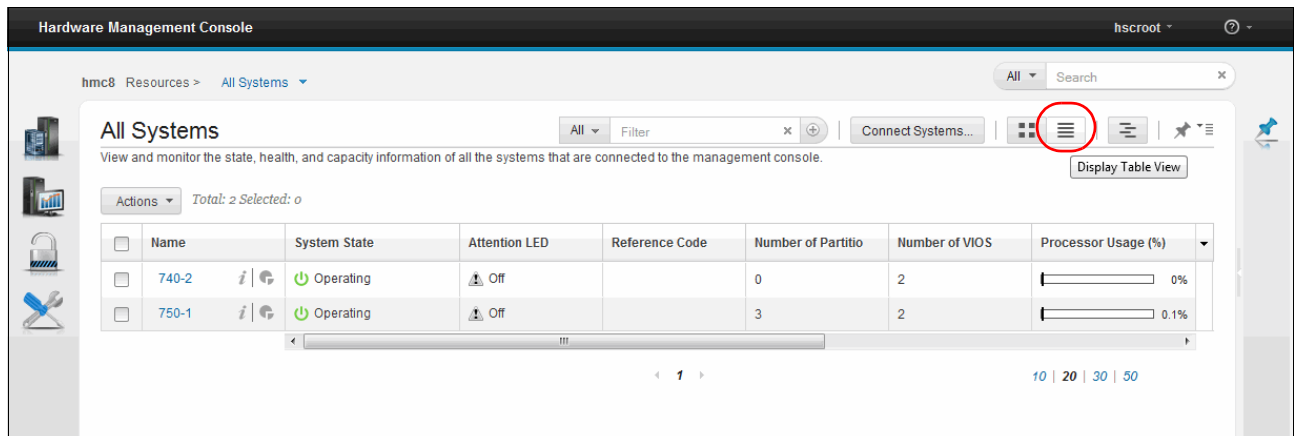 Hardware Management Console hscroot
hmc8 Resources > All Systems All Search
All Systems All Filter Connect Systems...
View and monitor the state, health, and capacity information of all the systems that are connected to the management console.
Display Table View
Actions Total: 2 Selected: 0
Name System State Attention LED Reference Code Number of Partitio Number of VIOS Processor Usage (%)
740-2 Operating Off 0 2 0%
750-1 Operating Off 3 2 0.1%
1
10 | 20 | 30 | 50